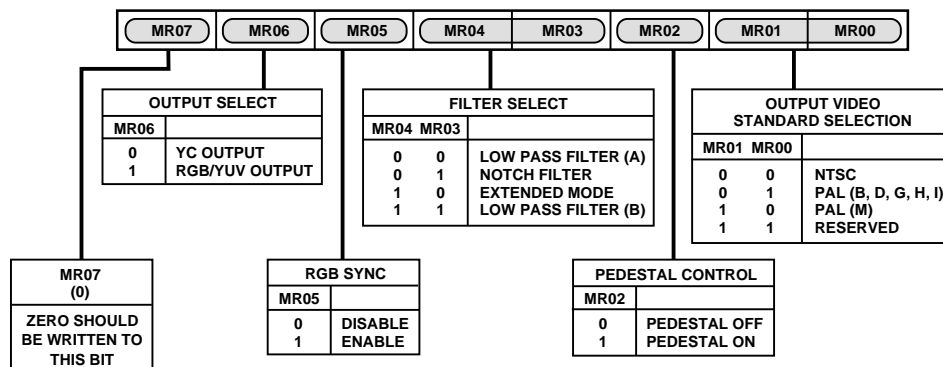 MR07 MR06 MR05 MR04 MR03 MR02 MR01 MR00
OUTPUT SELECT
MR06
0 YC OUTPUT
1 RGB/YUV OUTPUT
FILTER SELECT
MR04 MR03
0 0 LOW PASS FILTER (A)
0 1 NOTCH FILTER
1 0 EXTENDED MODE
1 1 LOW PASS FILTER (B)
OUTPUT VIDEO
STANDARD SELECTION
MR01 MR00
0 0 NTSC
0 1 PAL (B, D, G, H, I)
1 0 PAL (M)
1 1 RESERVED
MR07
(0)
ZERO SHOULD
BE WRITTEN TO
THIS BIT
RGB SYNC
MR05
0 DISABLE
1 ENABLE
PEDESTAL CONTROL
MR02
0 PEDESTAL OFF
1 PEDESTAL ON